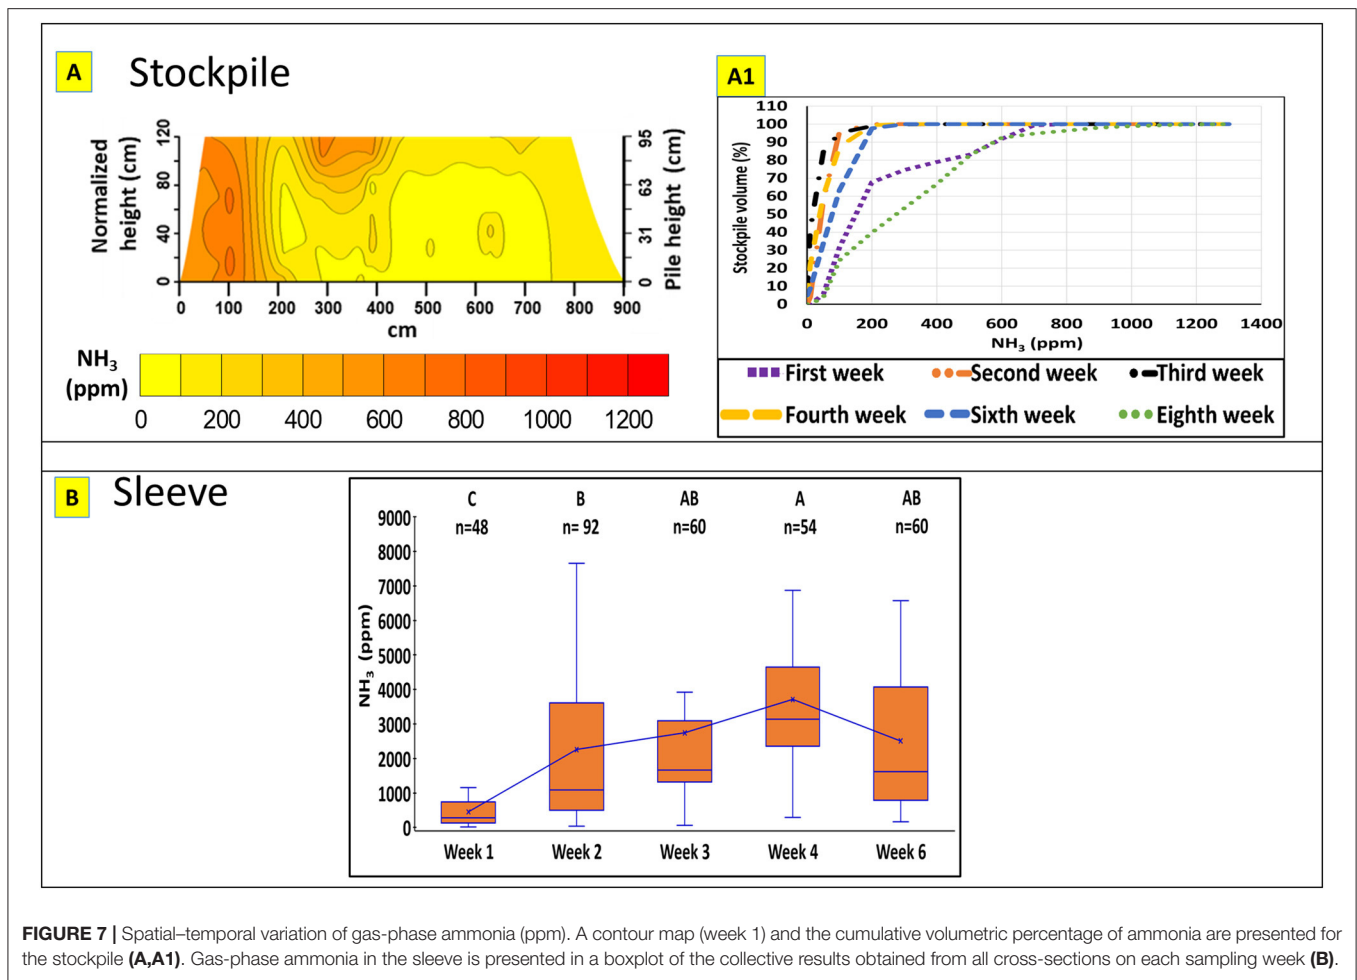 A Stockpile
A1
Normalized
height (cm)
120
80
40
0
95
63
31
0
Pile height (cm)
0 100 200 300 400 500 600 700 800 900
cm
NH3
(ppm)
0 200 400 600 800 1000 1200
Stockpile volume (%)
110
100
90
80
70
60
50
40
30
20
10
0
0 200 400 600 800 1000 1200 1400
NH3 (ppm)
First week Second week Third week
Fourth week Sixth week Eighth week
B Sleeve
C B AB A AB
n=48 n= 92 n=60 n=54 n=60
NH3 (ppm)
9000
8000
7000
6000
5000
4000
3000
2000
1000
0
Week 1 Week 2 Week 3 Week 4 Week 6
FIGURE 7 | Spatial–temporal variation of gas-phase ammonia (ppm). A contour map (week 1) and the cumulative volumetric percentage of ammonia are presented for
the stockpile (A,A1). Gas-phase ammonia in the sleeve is presented in a boxplot of the collective results obtained from all cross-sections on each sampling week (B).